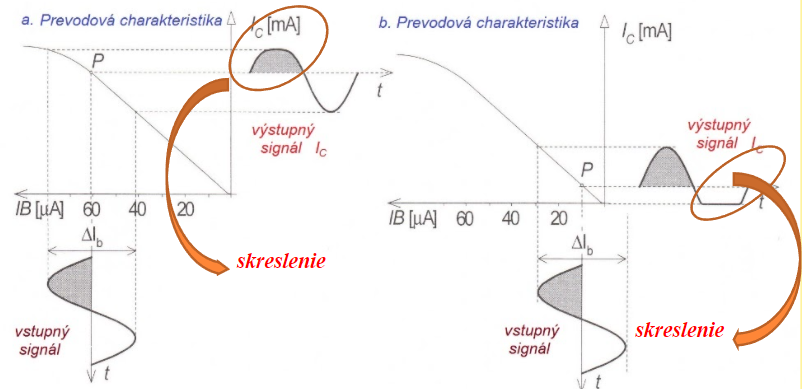 a. Prevodová charakteristika
I_C [mA]
P
t
výstupný
signál I_C
IB [μA] 60 40 20
ΔI_b
skreslenie
vstupný
signál
t
b. Prevodová charakteristika
I_C [mA]
výstupný
signál I_C
P
t
IB [μA] 60 40 20
ΔI_b
skreslenie
vstupný
signál
t